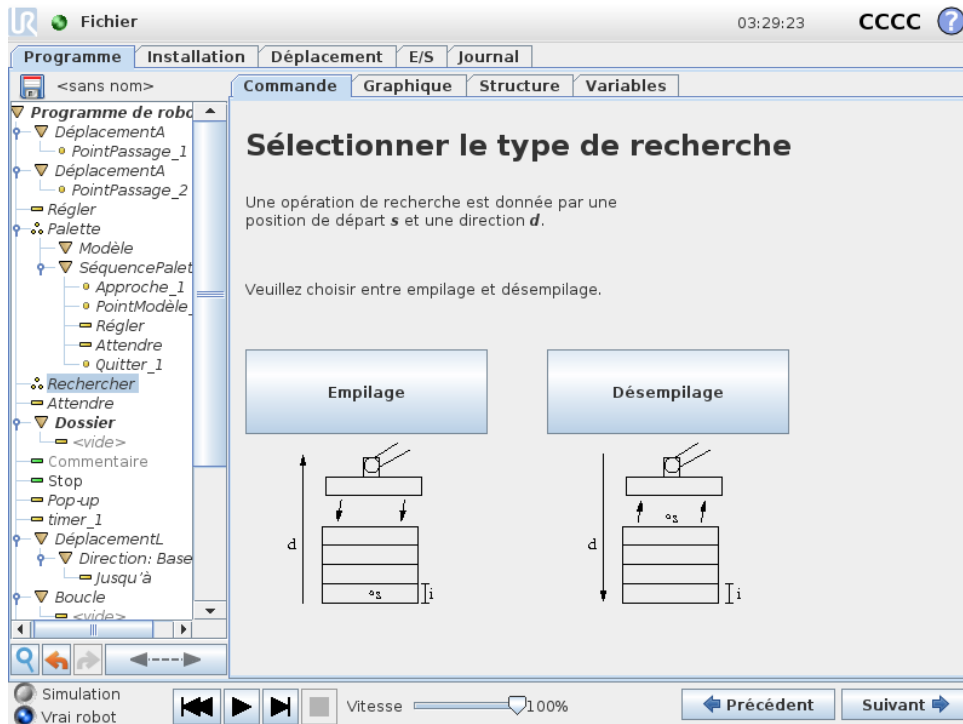 UR Fichier 03:29:23 CCCC ?
Programme Installation Déplacement E/S Journal
<sans nom>
Commande Graphique Structure Variables
Programme de robo
DéplacementA
PointPassage_1
DéplacementA
PointPassage_2
Régler
Palette
Modèle
SéquencePalet
Approche_1
PointModèle_
Régler
Attendre
Quitter_1
Rechercher
Attendre
Dossier
<vide>
Commentaire
Stop
Pop-up
timer_1
DéplacementL
Direction: Base
Jusqu'à
Boucle
<vide>
Sélectionner le type de recherche
Une opération de recherche est donnée par une
position de départ s et une direction d.
Veuillez choisir entre empilage et désempilage.
Empilage
Désempilage
d
s
i
d
s
i
Simulation
Vrai robot
Vitesse 100%
Précédent Suivant